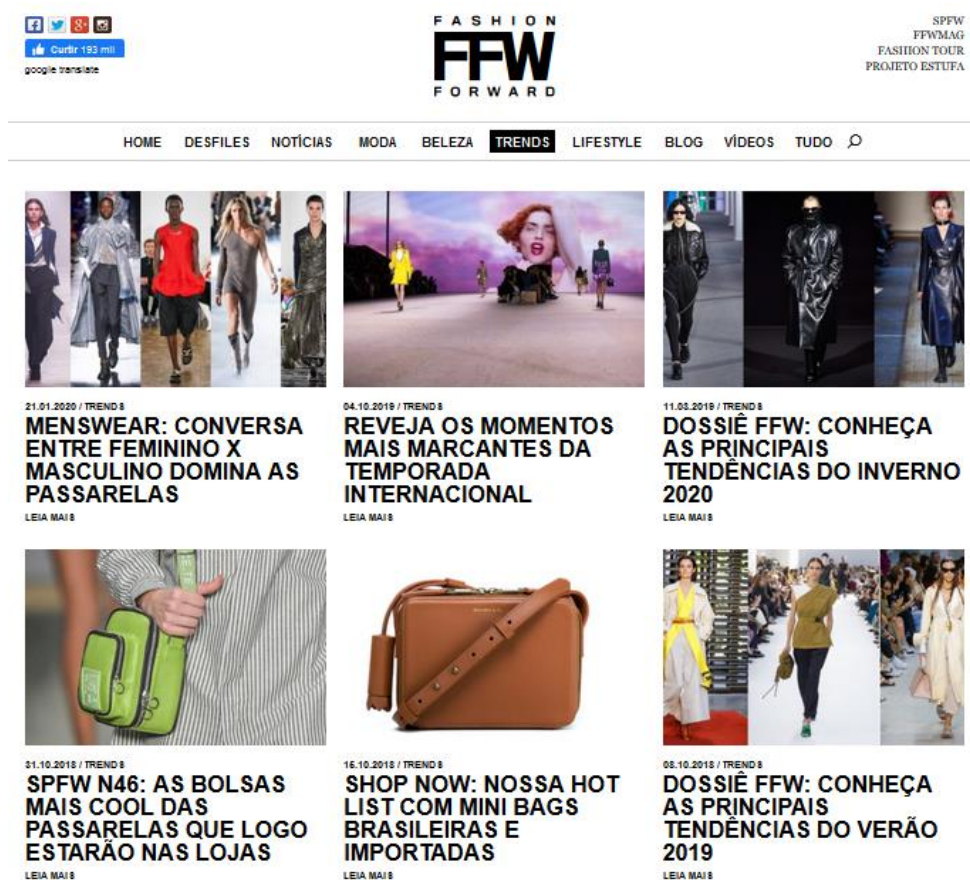 Curtir 193 mil
google translate
FASHION
FFW
FORWARD
SPFW
FFWMAG
FASHION TOUR
PROJETO ESTUFA
HOME DESFILES NOTÍCIAS MODA BELEZA TRENDS LIFESTYLE BLOG VÍDEOS TUDO
21.01.2020 / TRENDS
MENSWEAR: CONVERSA
ENTRE FEMININO X
MASCULINO DOMINA AS
PASSARELAS
LEIA MAIS
04.10.2019 / TRENDS
REVEJA OS MOMENTOS
MAIS MARCANTES DA
TEMPORADA
INTERNACIONAL
LEIA MAIS
11.03.2019 / TRENDS
DOSSIÊ FFW: CONHEÇA
AS PRINCIPAIS
TENDÊNCIAS DO INVERNO
2020
LEIA MAIS
31.10.2018 / TRENDS
SPFW N46: AS BOLSAS
MAIS COOL DAS
PASSARELAS QUE LOGO
ESTARÃO NAS LOJAS
LEIA MAIS
16.10.2018 / TRENDS
SHOP NOW: NOSSA HOT
LIST COM MINI BAGS
BRASILEIRAS E
IMPORTADAS
LEIA MAIS
08.10.2018 / TRENDS
DOSSIÊ FFW: CONHEÇA
AS PRINCIPAIS
TENDÊNCIAS DO VERÃO
2019
LEIA MAIS